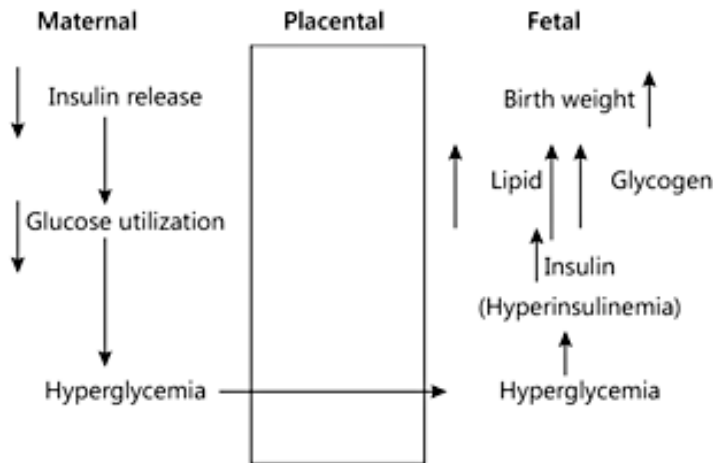 Maternal Placental Fetal
Insulin release Birth weight
Lipid Glycogen
Glucose utilization
Insulin
(Hyperinsulinemia)
Hyperglycemia Hyperglycemia